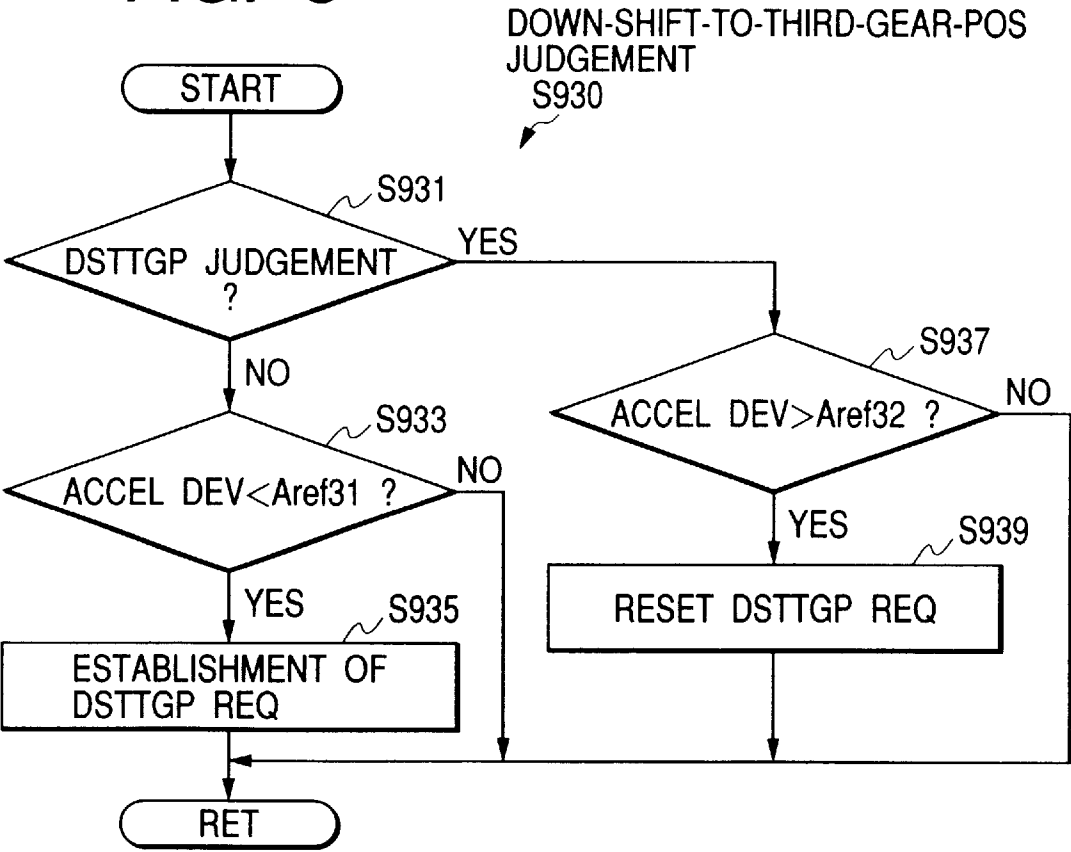 DOWN-SHIFT-TO-THIRD-GEAR-POS
JUDGEMENT
S930
START
S931
DSTTGP JUDGEMENT
?
YES
NO
S937
ACCEL DEV>Aref32 ?
NO
S933
ACCEL DEV<Aref31 ?
NO
YES
S939
RESET DSTTGP REQ
YES
S935
ESTABLISHMENT OF
DSTTGP REQ
RET